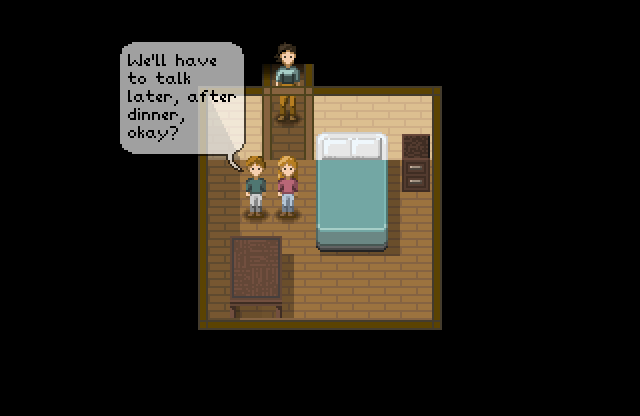 We'll have
to talk
later, after
dinner,
okay?